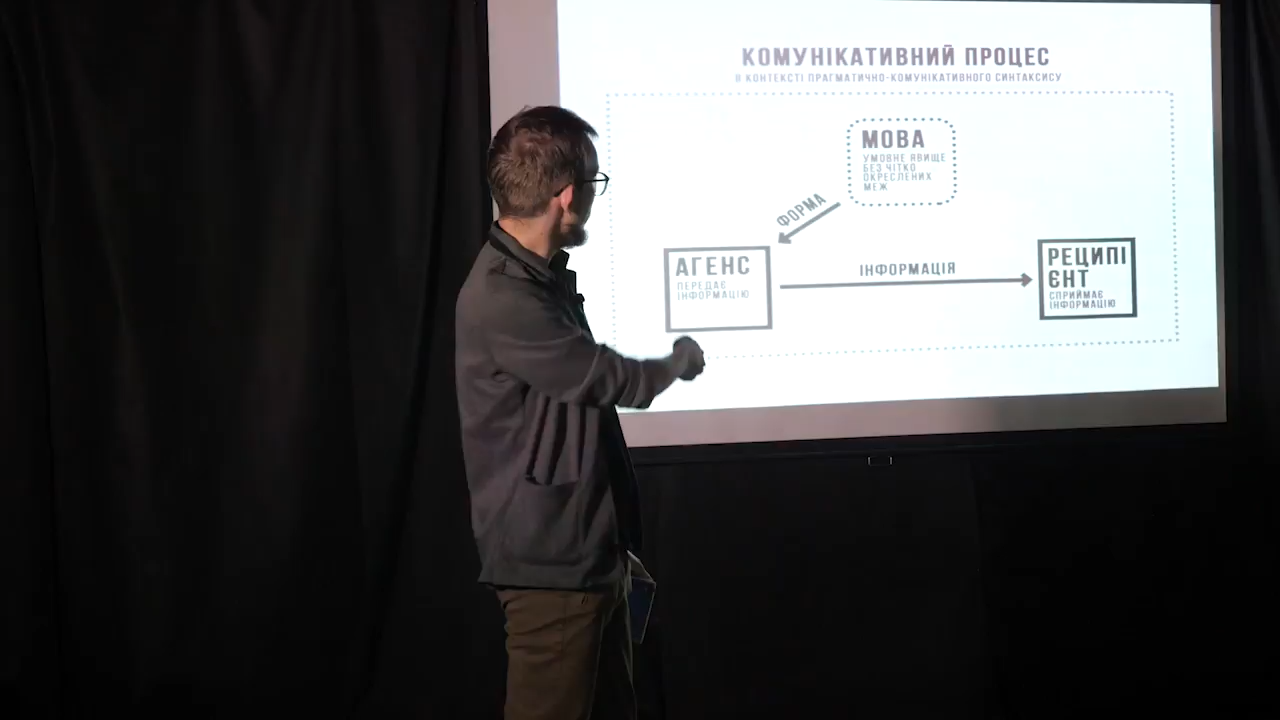 КОМУНІКАТИВНИЙ ПРОЦЕС
В КОНТЕКСТІ ПРАГМАТИЧНО-КОМУНІКАТИВНОГО СИНТАКСИСУ
МОВА
УМОВНЕ ЯВИЩЕ
БЕЗ ЧІТКО
ОКРЕСЛЕНИХ
МЕЖ
ФОРМА
АГЕНС
ПЕРЕДАЄ
ІНФОРМАЦІЮ
ІНФОРМАЦІЯ
РЕЦИПІ
ЄНТ
СПРИЙМАЄ
ІНФОРМАЦІЮ